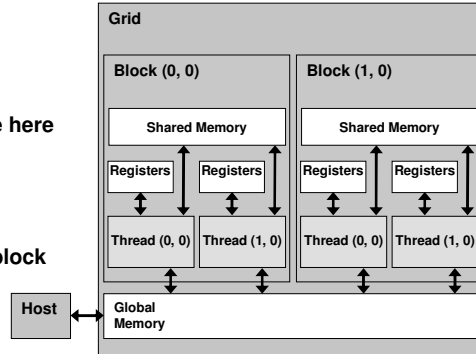 Grid
Block (0, 0)
Block (1, 0)
e here
Shared Memory
Shared Memory
Registers
Registers
Registers
Registers
Thread (0, 0)
Thread (1, 0)
Thread (0, 0)
Thread (1, 0)
block
Host
Global
Memory